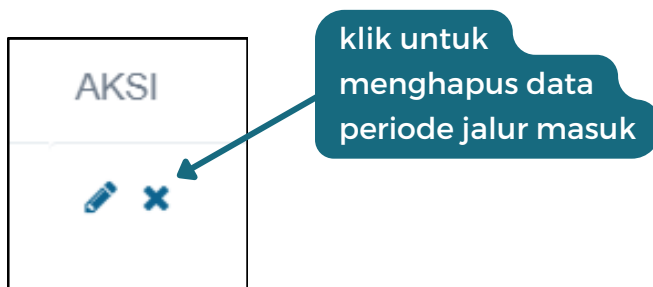 AKSI
klik untuk
menghapus data
periode jalur masuk